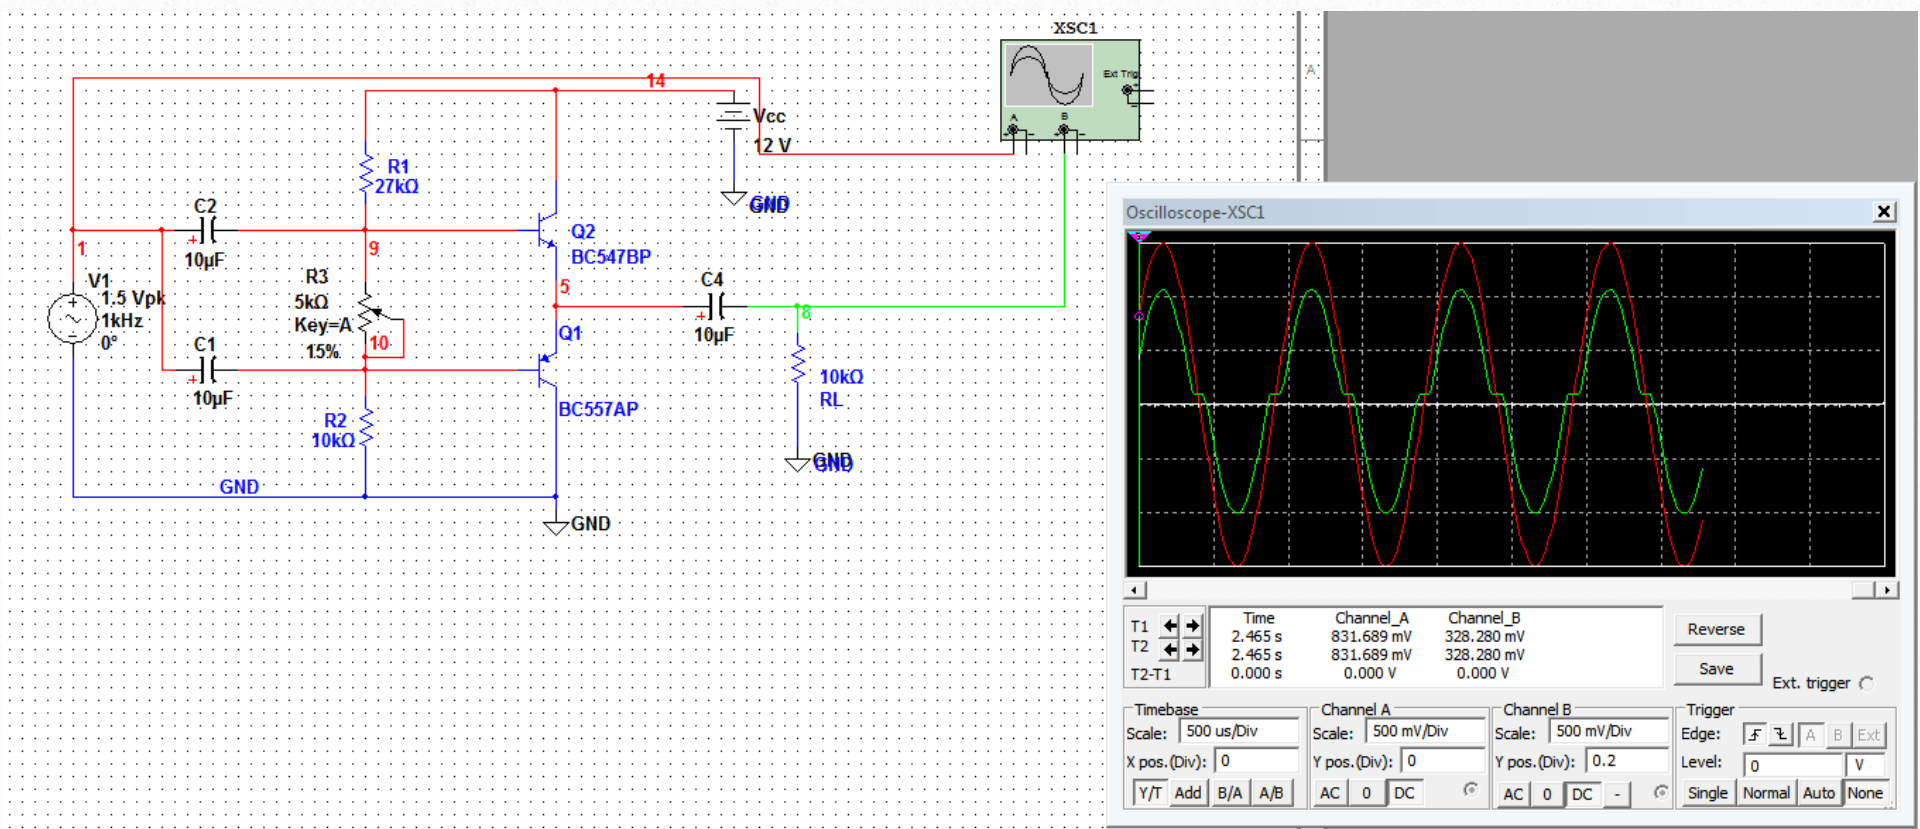 XSC1
14
Ext Trig
A
B
A
Vcc
12 V
R1
27kΩ
GND
GND
C2
10µF
1
9
Q2
BC547BP
V1
1.5 Vpk
1kHz
0°
R3
5kΩ
Key=A
15%
5
C4
10µF
8
10
Q1
C1
10µF
10kΩ
RL
BC557AP
R2
10kΩ
GND
GND
GND
GND
Oscilloscope-XSC1
T1
T2
T2-T1
Time Channel_A Channel_B
2.465 s 831.689 mV 328.280 mV
2.465 s 831.689 mV 328.280 mV
0.000 s 0.000 V 0.000 V
Reverse
Save
Ext. trigger
Timebase
Scale: 500 us/Div
X pos.(Div): 0
Y/T Add B/A A/B
Channel A
Scale: 500 mV/Div
Y pos.(Div): 0
AC 0 DC
Channel B
Scale: 500 mV/Div
Y pos.(Div): 0.2
AC 0 DC -
Trigger
Edge: A B Ext
Level: 0 V
Single Normal Auto None